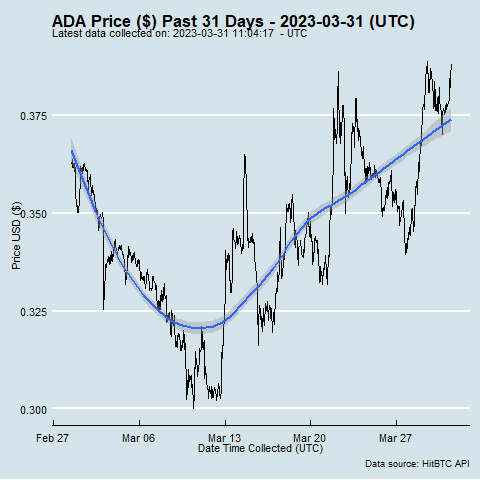 ADA Price ($) Past 31 Days - 2023-03-31 (UTC)
Latest data collected on: 2023-03-31 11:04:17  - UTC
Price USD ($)
0.375
0.350
0.325
0.300
Feb 27 Mar 06 Mar 13 Mar 20 Mar 27
Date Time Collected (UTC)
Data source: HitBTC API